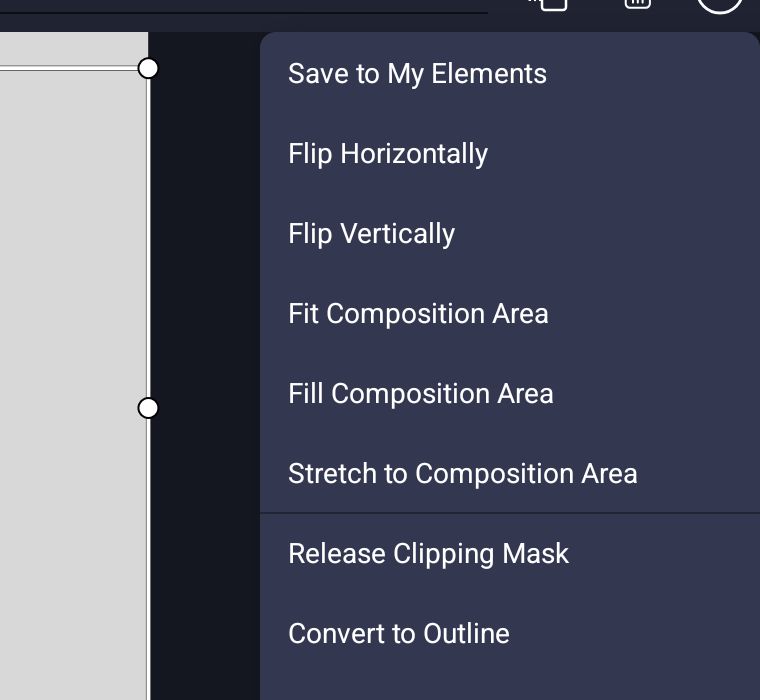 Save to My Elements
Flip Horizontally
Flip Vertically
Fit Composition Area
Fill Composition Area
Stretch to Composition Area
Release Clipping Mask
Convert to Outline